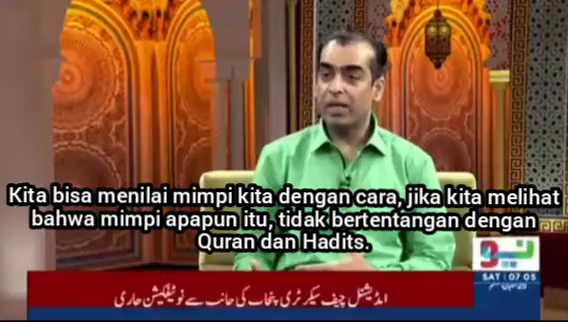 Kita bisa menilai mimpi kita dengan cara, jika kita melihat
bahwa mimpi apapun itu, tidak bertentangan dengan
Quran dan Hadits.
نیو
SAT | 07:05
ایڈیشنل چیف سیکرٹری پنجاب کی جانب سے نوٹیفکیشن جاری